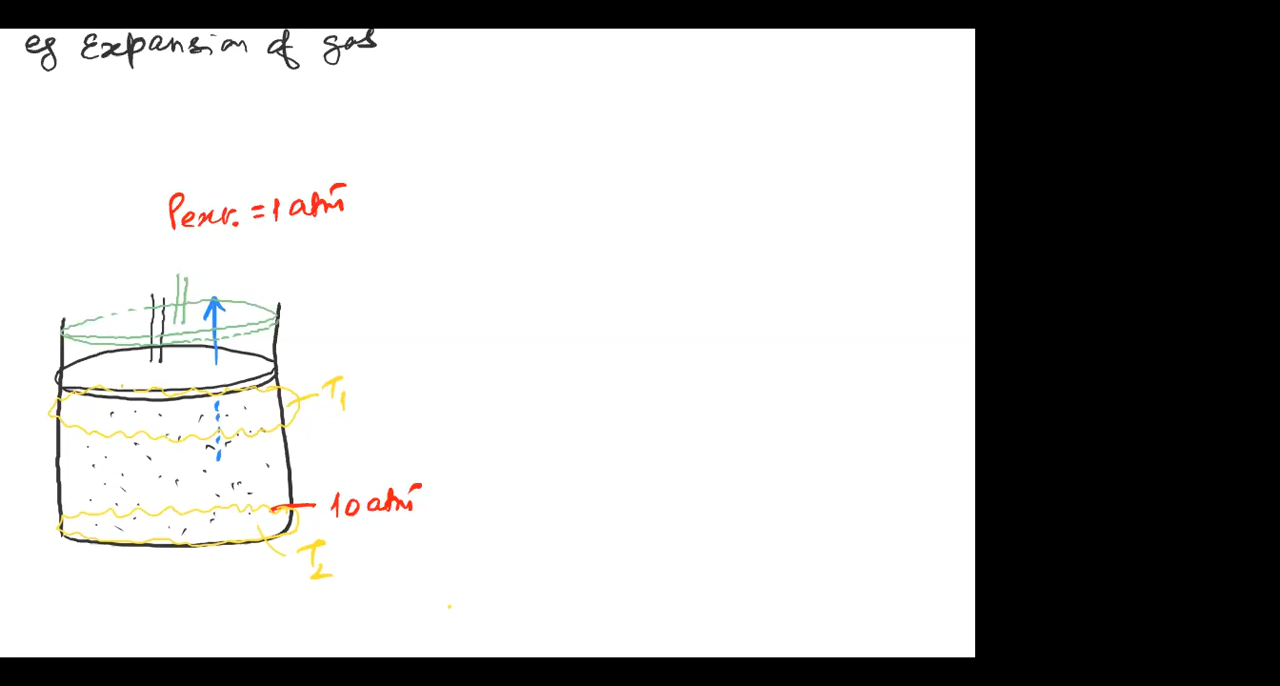 eg Expansion of gas
Pext. = 1 atm
T1
10 atm
T2